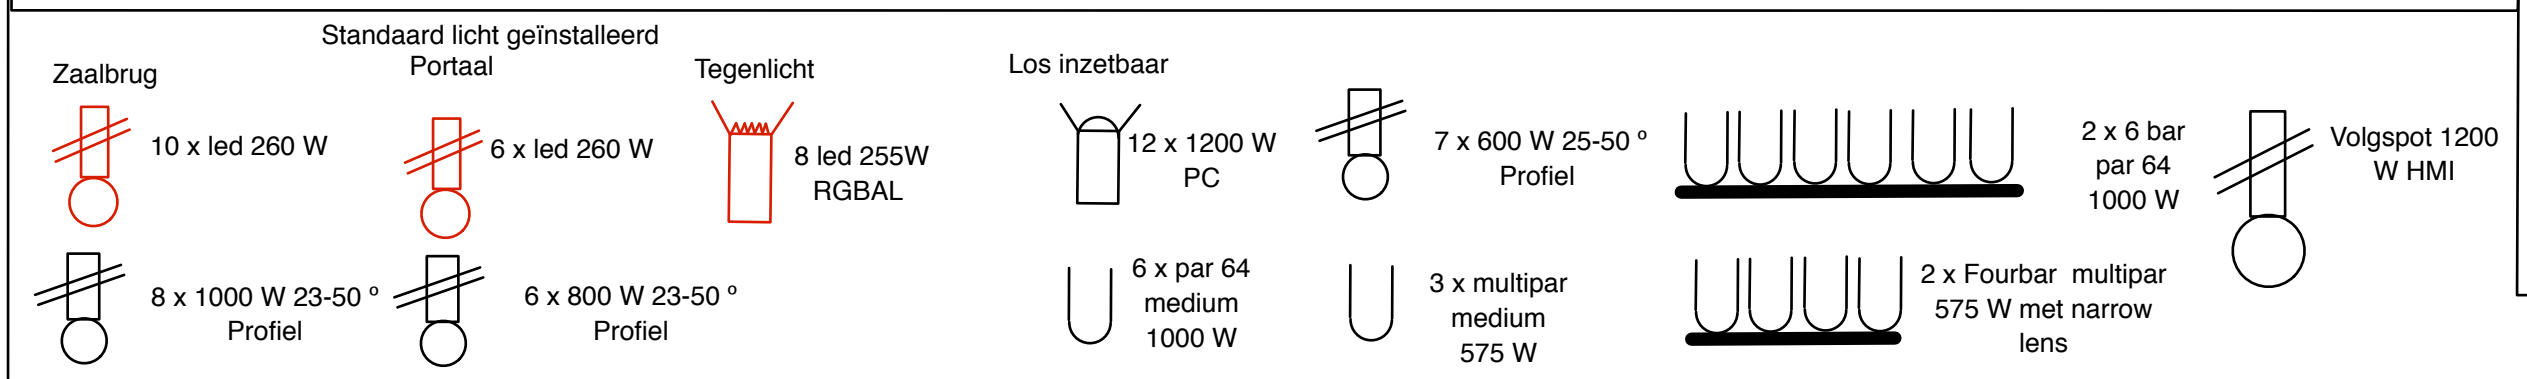 Standaard licht geïnstalleerd
Zaalbrug
Portaal
Tegenlicht
10 x led 260 W
6 x led 260 W
8 led 255W
RGBAL
8 x 1000 W 23-50 º
Profiel
6 x 800 W 23-50 º
Profiel
Los inzetbaar
12 x 1200 W
PC
7 x 600 W 25-50 º
Profiel
2 x 6 bar
par 64
1000 W
Volgspot 1200
W HMI
6 x par 64
medium
1000 W
3 x multipar
medium
575 W
2 x Fourbar  multipar
575 W met narrow
lens